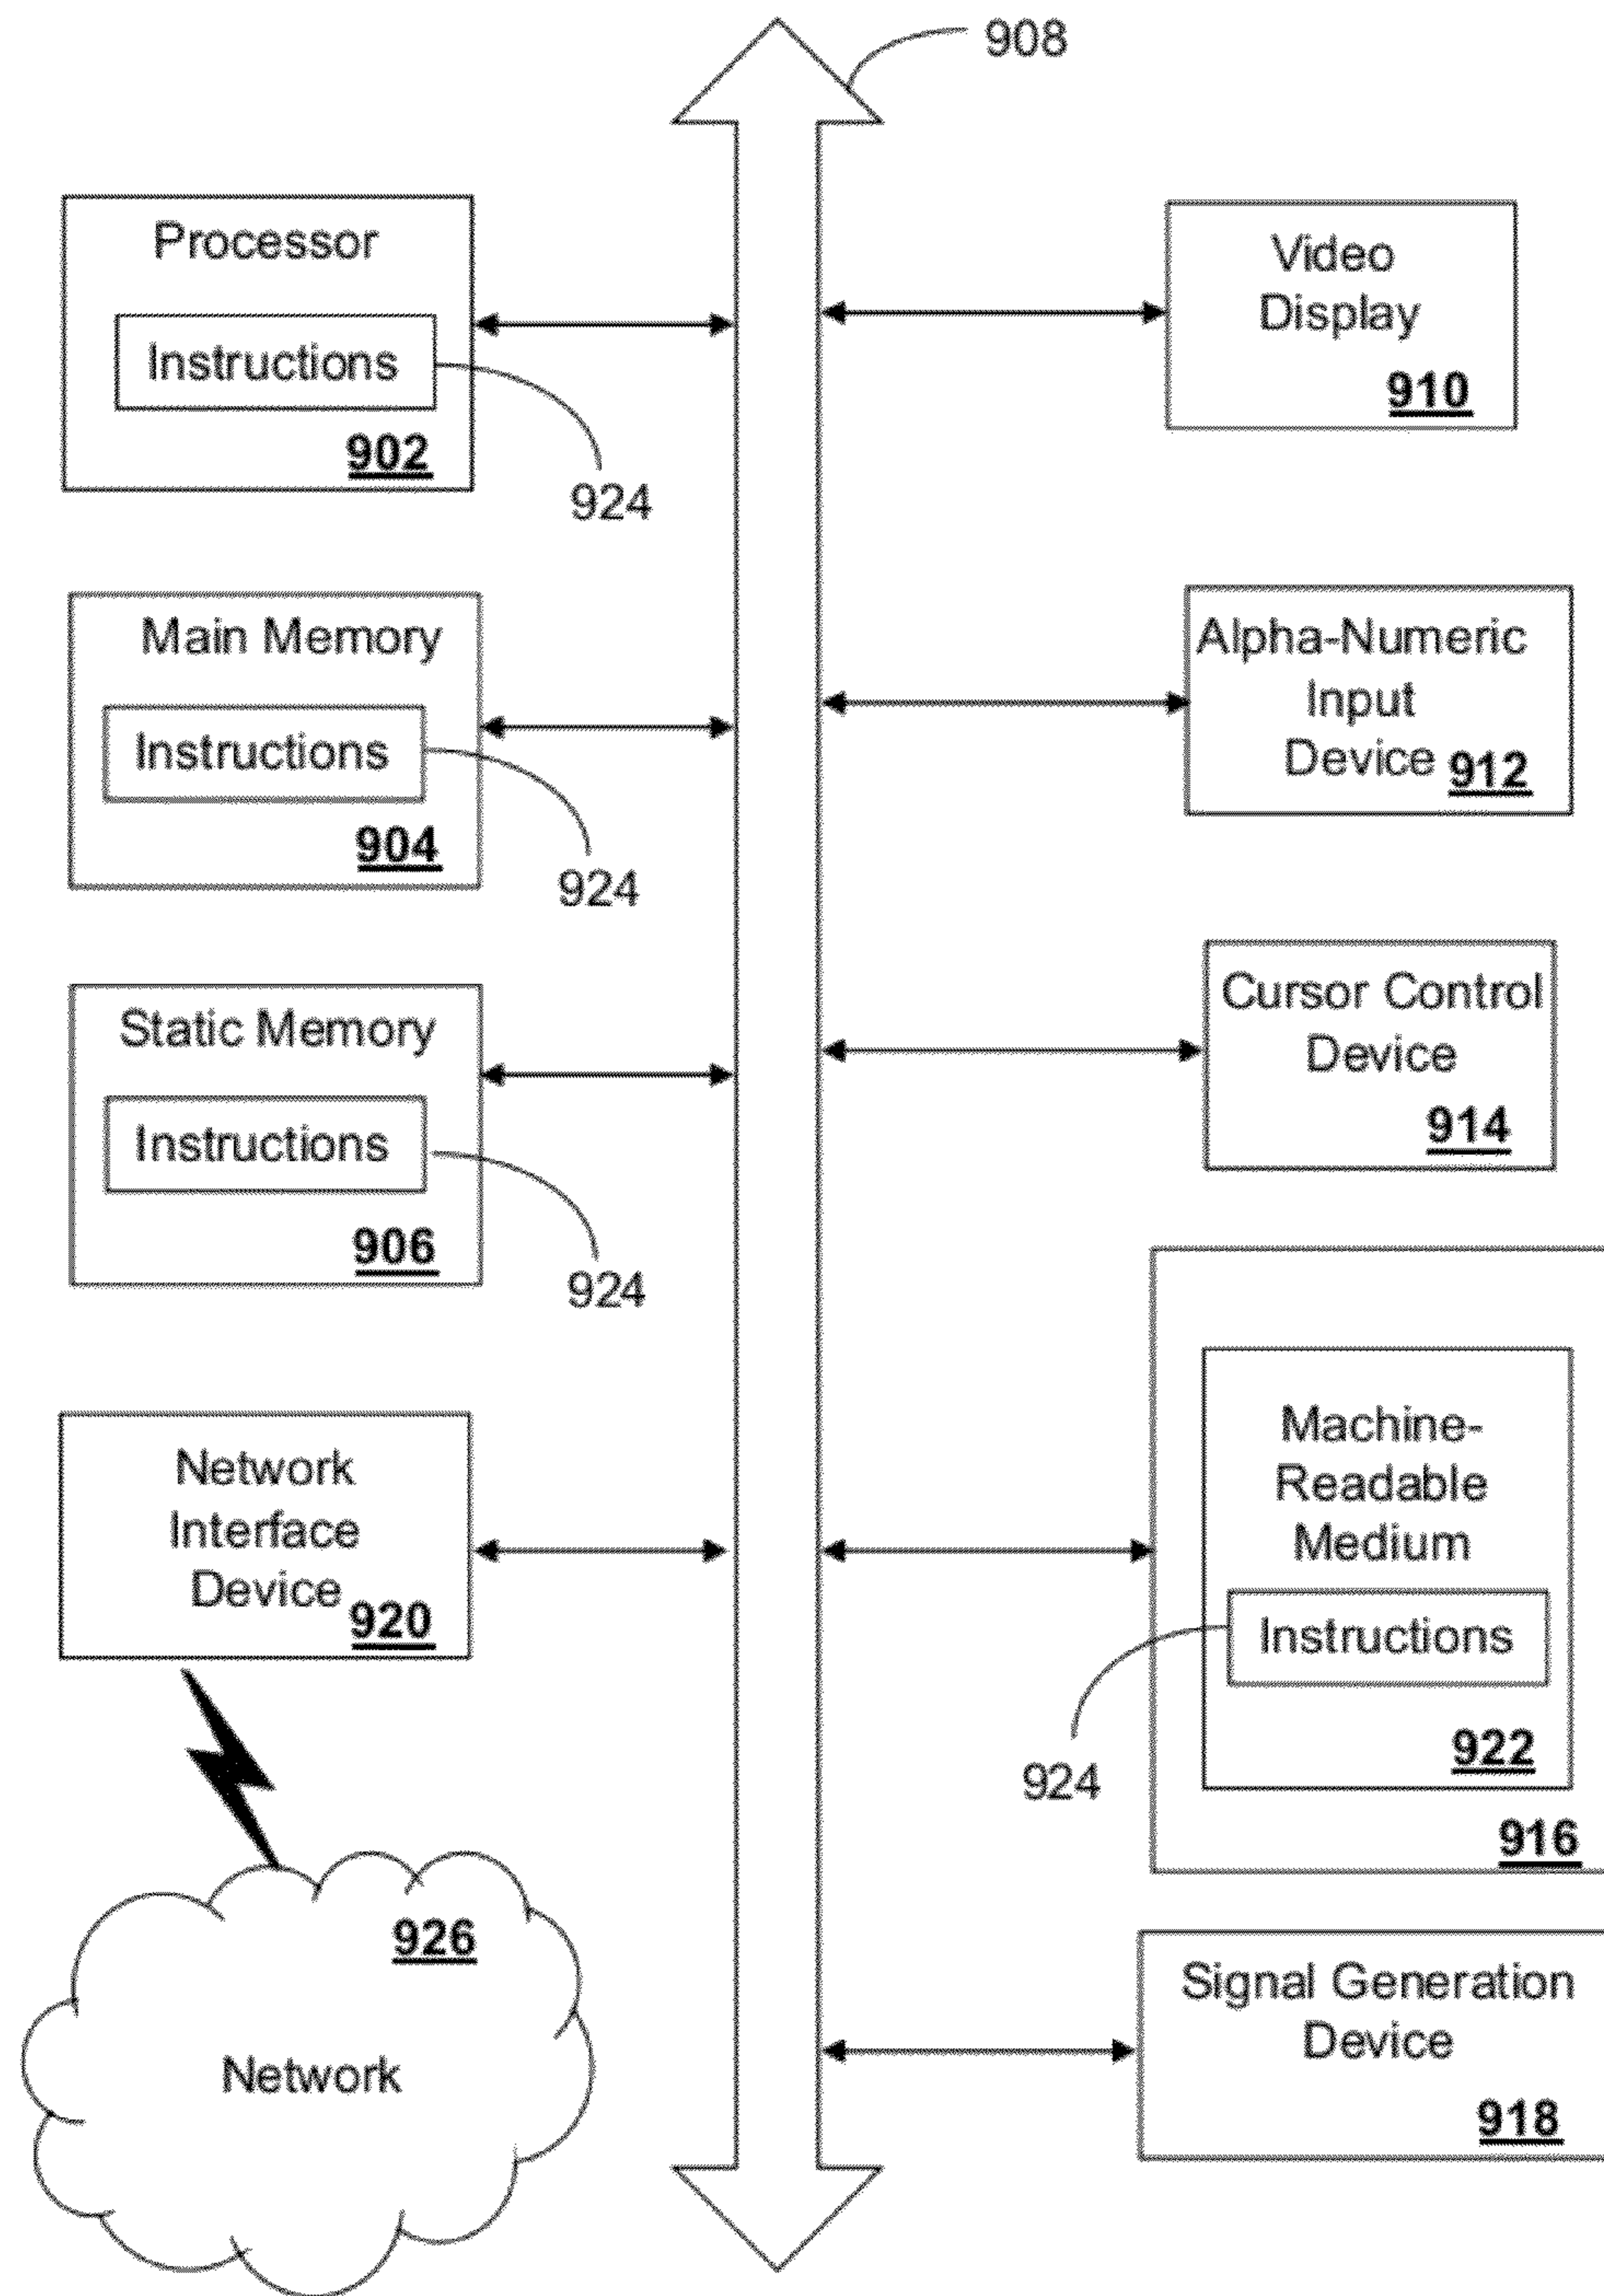 908
Processor
Instructions
902
924
Main Memory
Instructions
904
924
Static Memory
Instructions
906
924
Network
Interface
Device
920
926
Network
Video
Display
910
Alpha-Numeric
Input
Device 912
Cursor Control
Device
914
Machine-
Readable
Medium
Instructions
922
924
916
Signal Generation
Device
918